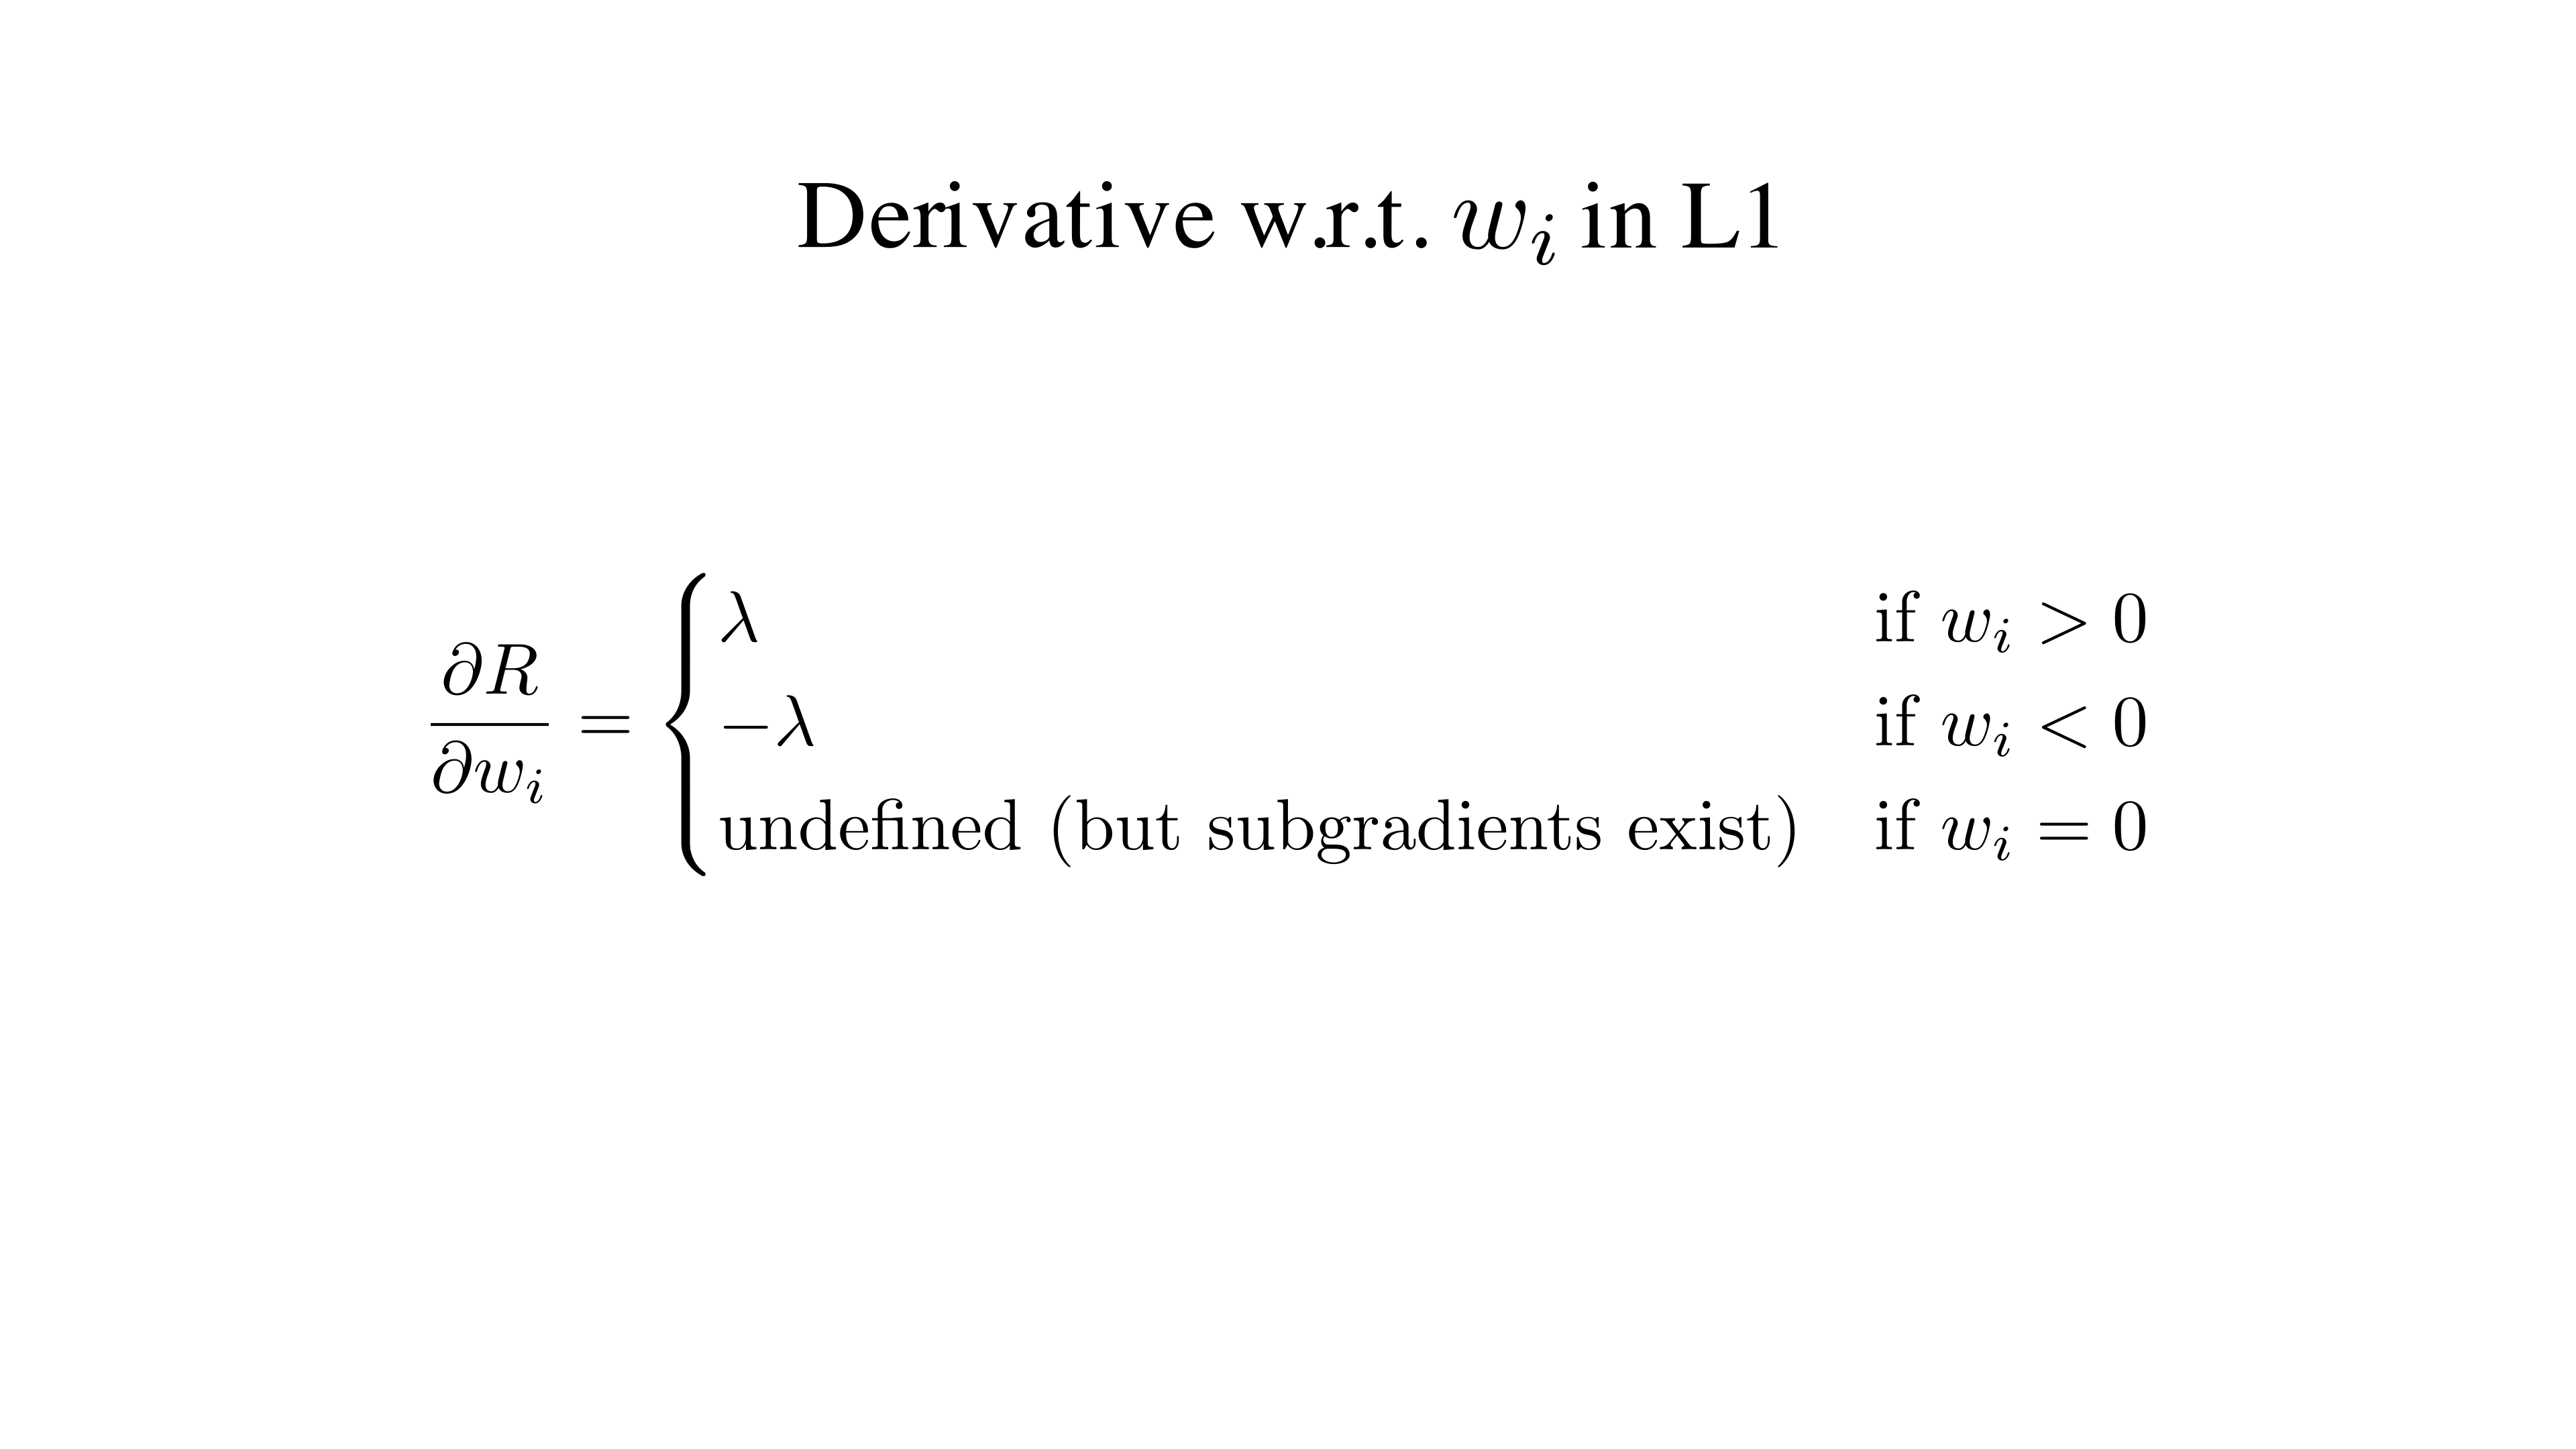 Derivative w.r.t. $w_i$ in L1
$\frac{\partial R}{\partial w_i} = \begin{cases} \lambda & \text{if } w_i > 0 \\ -\lambda & \text{if } w_i < 0 \\ \text{undefined (but subgradients exist)} & \text{if } w_i = 0 \end{cases}$